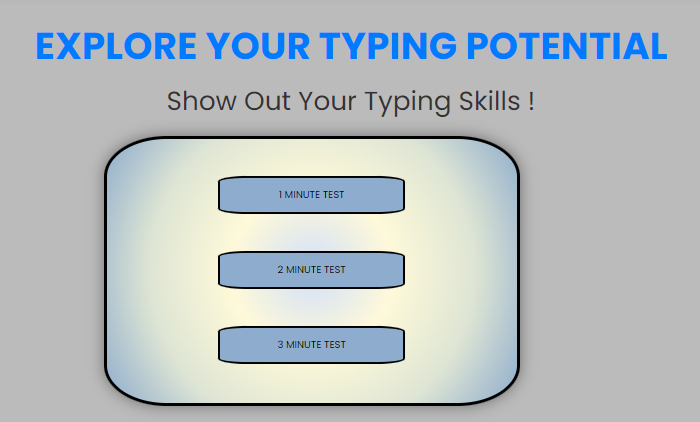 EXPLORE YOUR TYPING POTENTIAL
Show Out Your Typing Skills !
1 MINUTE TEST
2 MINUTE TEST
3 MINUTE TEST